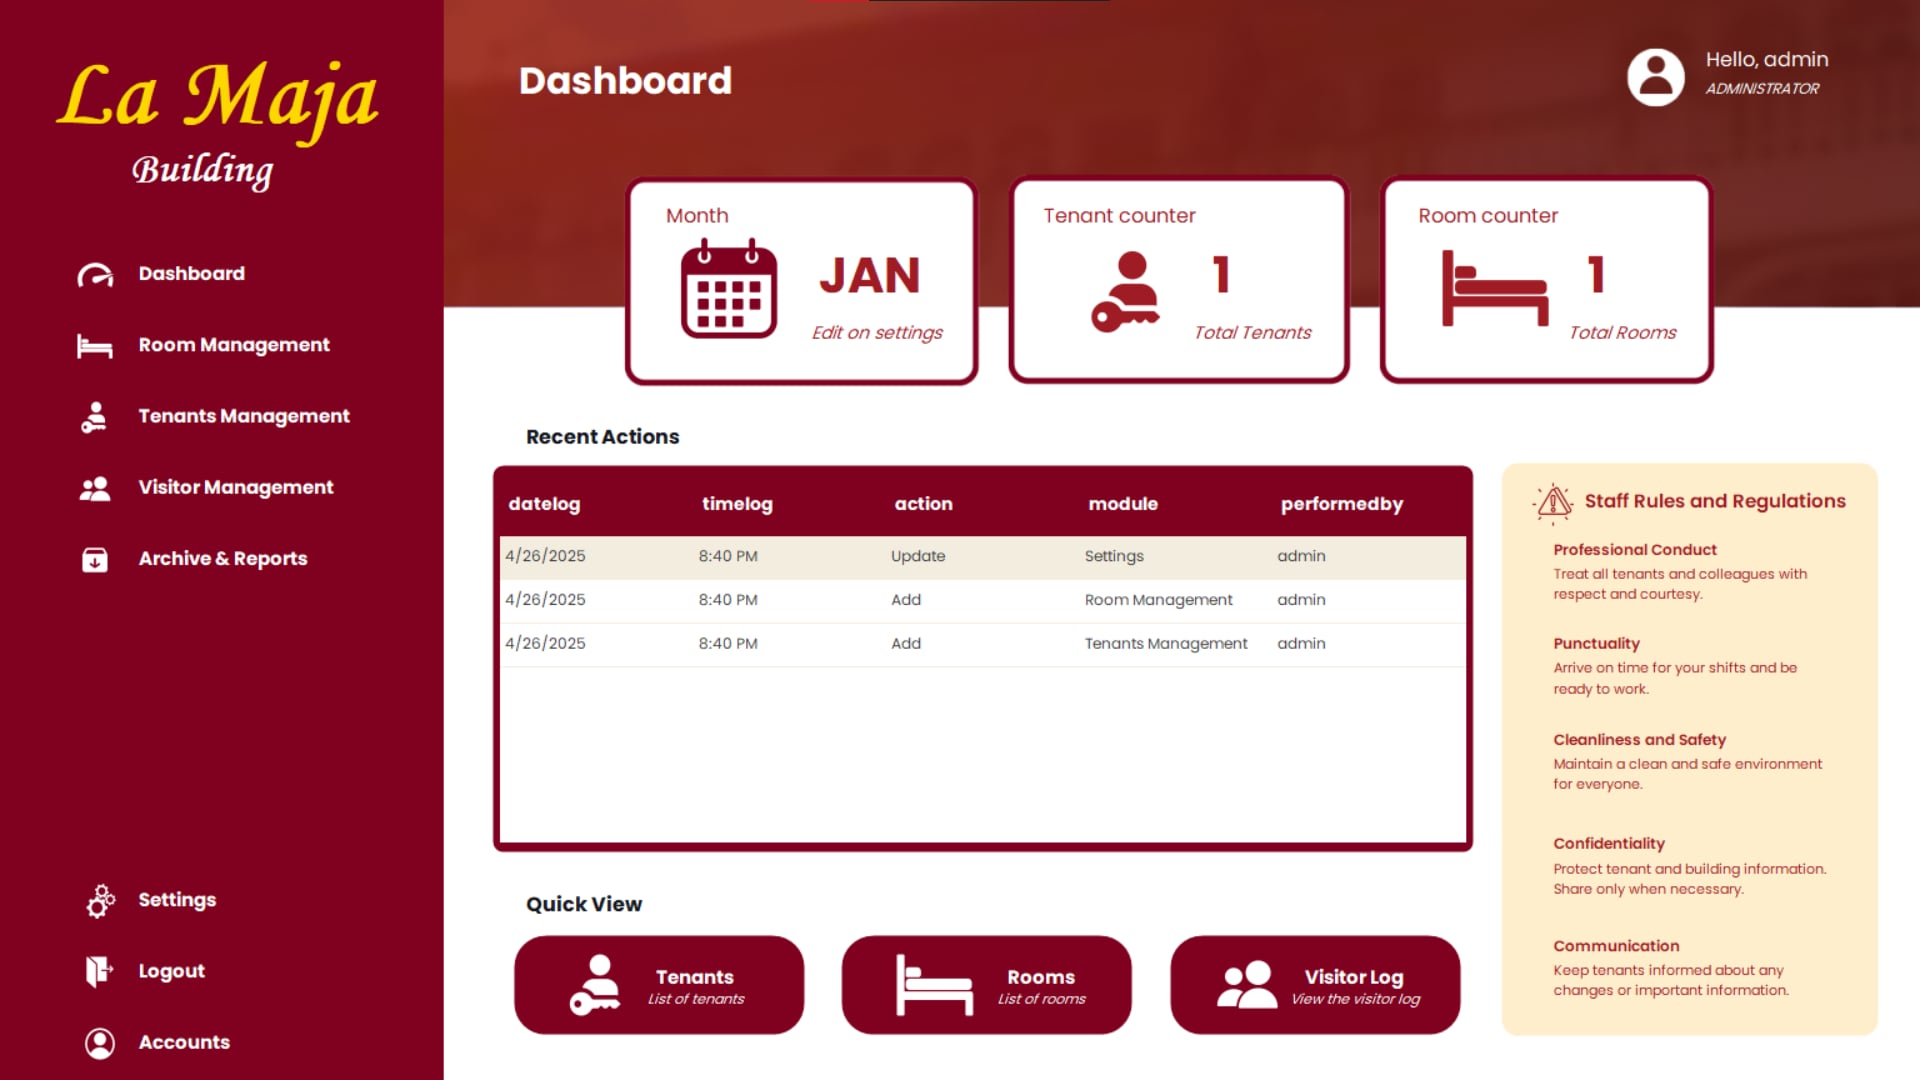 La Maja
Building
Dashboard
Room Management
Tenants Management
Visitor Management
Archive & Reports
Settings
Logout
Accounts
Dashboard
Hello, admin
ADMINISTRATOR
Month
JAN
Edit on settings
Tenant counter
1
Total Tenants
Room counter
1
Total Rooms
Recent Actions
datelog timelog action module performedby
4/26/2025 8:40 PM Update Settings admin
4/26/2025 8:40 PM Add Room Management admin
4/26/2025 8:40 PM Add Tenants Management admin
Quick View
Tenants
List of tenants
Rooms
List of rooms
Visitor Log
View the visitor log
Staff Rules and Regulations
Professional Conduct
Treat all tenants and colleagues with
respect and courtesy.
Punctuality
Arrive on time for your shifts and be
ready to work.
Cleanliness and Safety
Maintain a clean and safe environment
for everyone.
Confidentiality
Protect tenant and building information.
Share only when necessary.
Communication
Keep tenants informed about any
changes or important information.